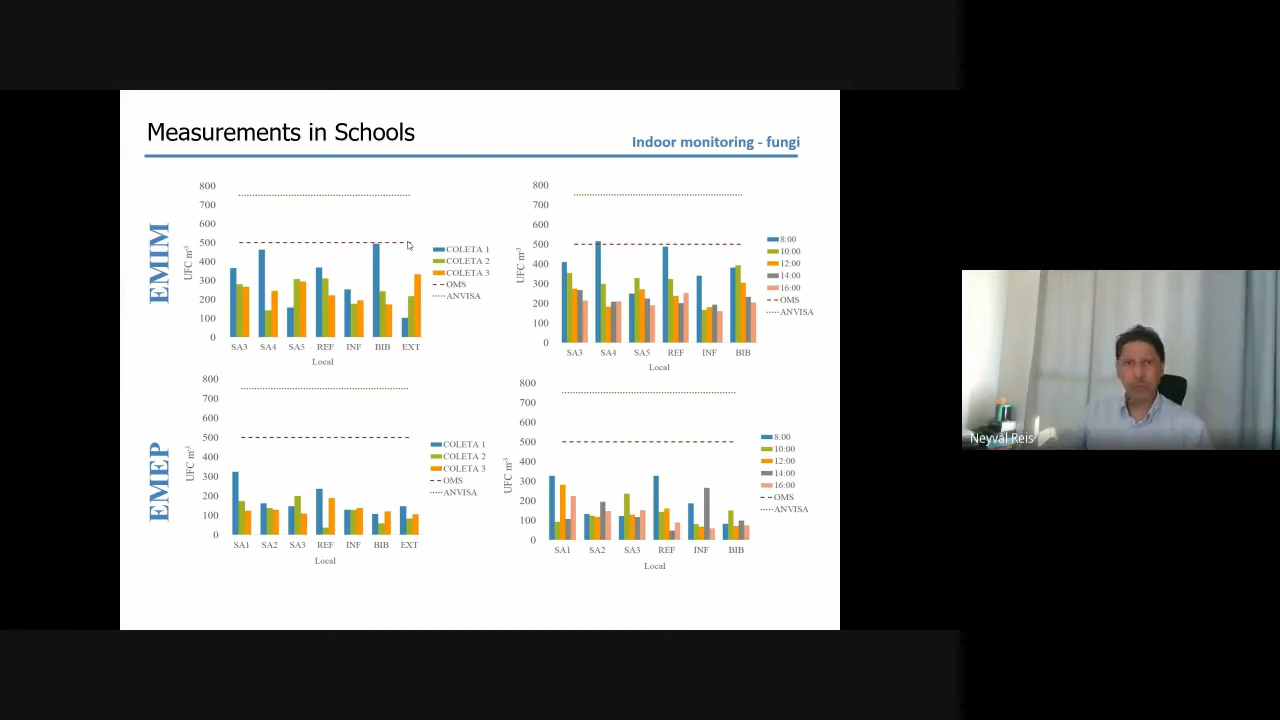 Measurements in Schools
Indoor monitoring - fungi
EMIM
800
700
600
500
400
300
200
100
0
UFC m-3
SA3 SA4 SA5 REF INF BIB EXT
Local
COLETA 1
COLETA 2
COLETA 3
OMS
ANVISA
800
700
600
500
400
300
200
100
0
UFC m-3
SA3 SA4 SA5 REF INF BIB
Local
8:00
10:00
12:00
14:00
16:00
OMS
ANVISA
EMEP
800
700
600
500
400
300
200
100
0
UFC m-3
SA1 SA2 SA3 REF INF BIB EXT
Local
COLETA 1
COLETA 2
COLETA 3
OMS
ANVISA
800
700
600
500
400
300
200
100
0
UFC m-3
SA1 SA2 SA3 REF INF BIB
Local
8:00
10:00
12:00
14:00
16:00
OMS
ANVISA
Neyval Reis